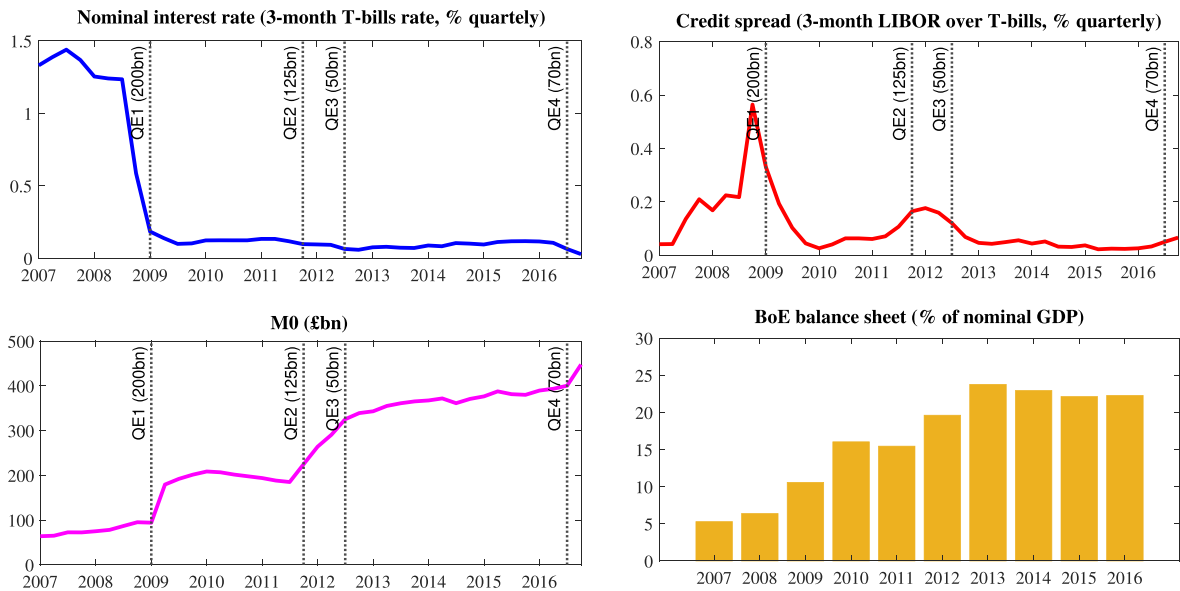 Nominal interest rate (3-month T-bills rate, % quartely)
1.5
1
0.5
0
QE1 (200bn)
QE2 (125bn)
QE3 (50bn)
QE4 (70bn)
2007 2008 2009 2010 2011 2012 2013 2014 2015 2016
Credit spread (3-month LIBOR over T-bills, % quarterly)
0.8
0.6
0.4
0.2
0
QE1 (200bn)
QE2 (125bn)
QE3 (50bn)
QE4 (70bn)
2007 2008 2009 2010 2011 2012 2013 2014 2015 2016
M0 (£bn)
500
400
300
200
100
0
QE1 (200bn)
QE2 (125bn)
QE3 (50bn)
QE4 (70bn)
2007 2008 2009 2010 2011 2012 2013 2014 2015 2016
BoE balance sheet (% of nominal GDP)
30
25
20
15
10
5
0
2007 2008 2009 2010 2011 2012 2013 2014 2015 2016